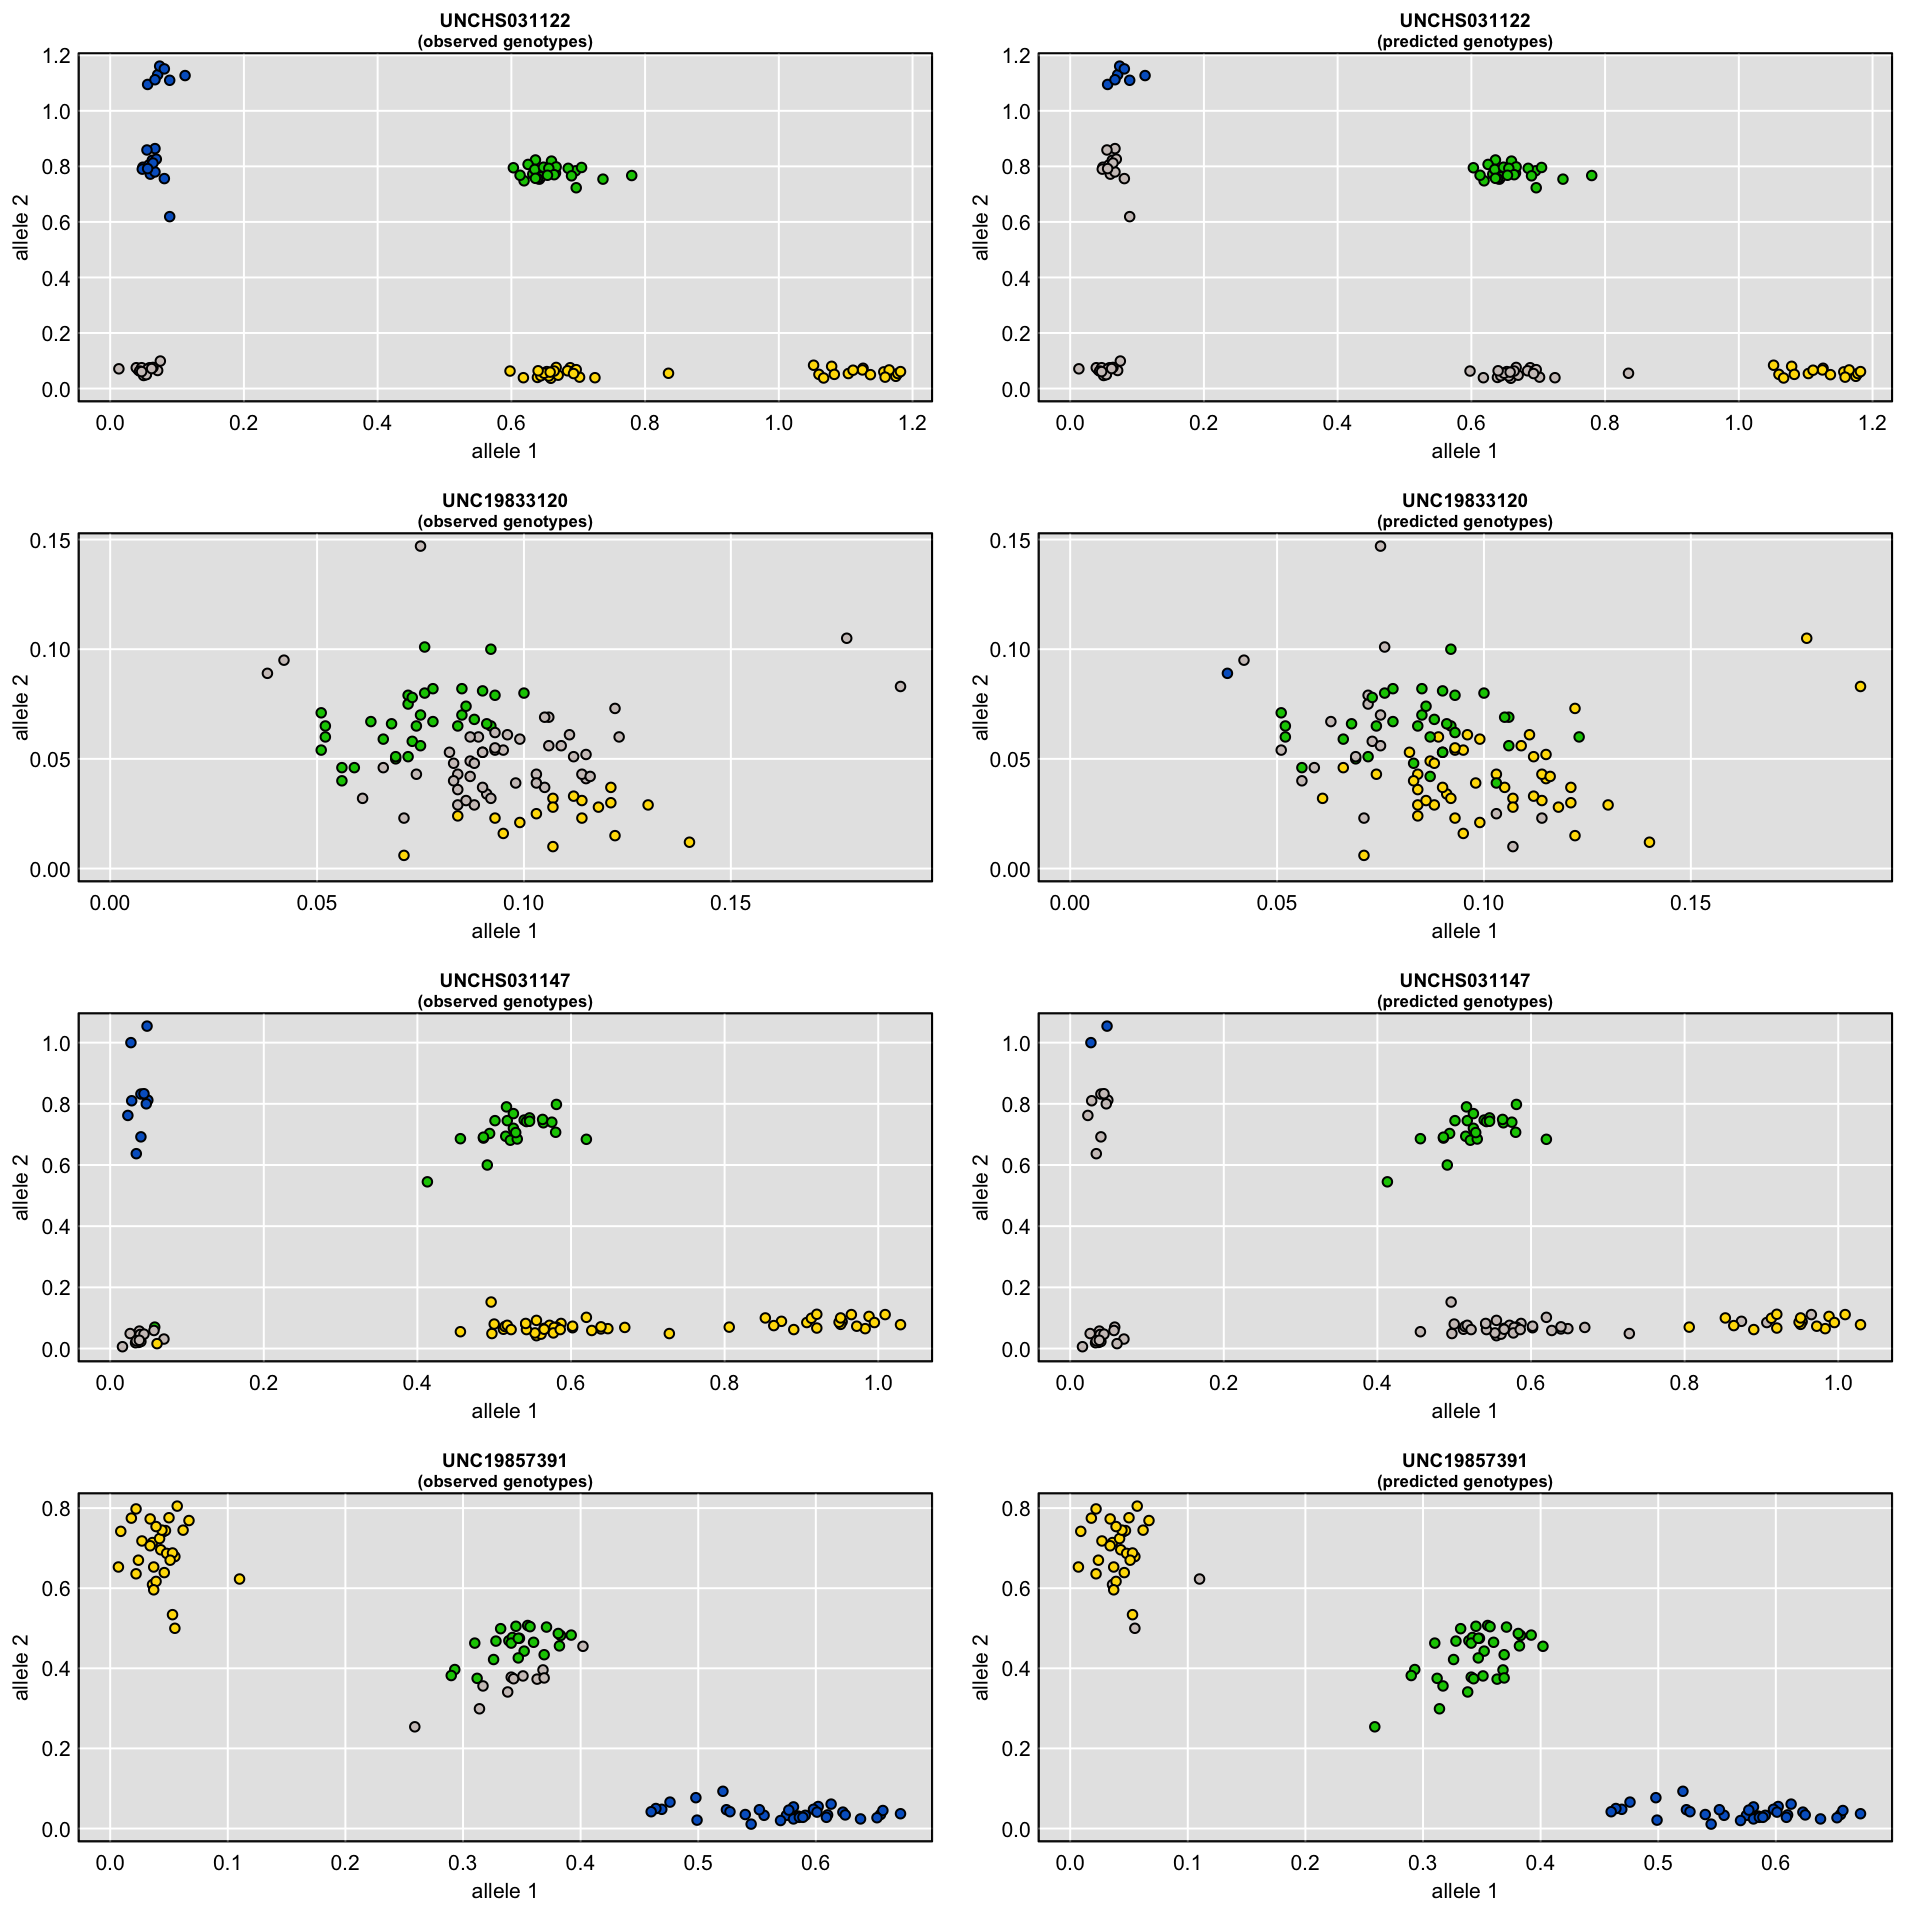 UNCHS031122
(observed genotypes)
1.2
1.0
0.8
0.6
0.4
0.2
0.0
allele 2
0.0 0.2 0.4 0.6 0.8 1.0 1.2
allele 1
UNCHS031122
(predicted genotypes)
1.2
1.0
0.8
0.6
0.4
0.2
0.0
allele 2
0.0 0.2 0.4 0.6 0.8 1.0 1.2
allele 1
UNC19833120
(observed genotypes)
0.15
0.10
0.05
0.00
allele 2
0.00 0.05 0.10 0.15
allele 1
UNC19833120
(predicted genotypes)
0.15
0.10
0.05
0.00
allele 2
0.00 0.05 0.10 0.15
allele 1
UNCHS031147
(observed genotypes)
1.0
0.8
0.6
0.4
0.2
0.0
allele 2
0.0 0.2 0.4 0.6 0.8 1.0
allele 1
UNCHS031147
(predicted genotypes)
1.0
0.8
0.6
0.4
0.2
0.0
allele 2
0.0 0.2 0.4 0.6 0.8 1.0
allele 1
UNC19857391
(observed genotypes)
0.8
0.6
0.4
0.2
0.0
allele 2
0.0 0.1 0.2 0.3 0.4 0.5 0.6
allele 1
UNC19857391
(predicted genotypes)
0.8
0.6
0.4
0.2
0.0
allele 2
0.0 0.1 0.2 0.3 0.4 0.5 0.6
allele 1